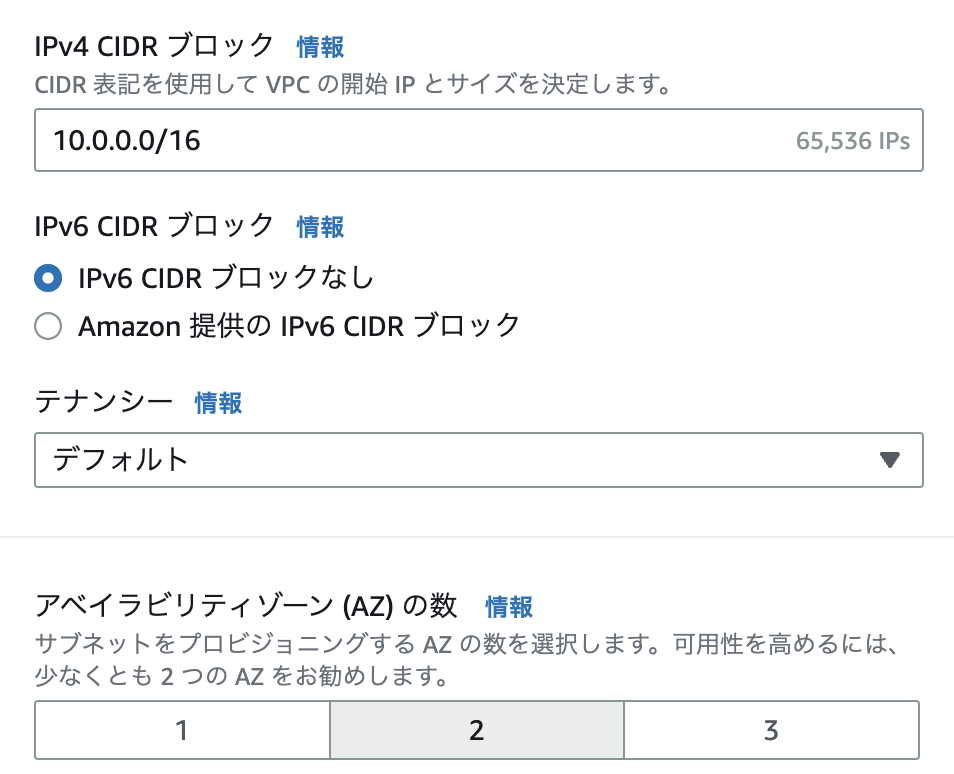 IPv4 CIDR ブロック 情報
CIDR 表記を使用して VPC の開始 IP とサイズを決定します。
10.0.0.0/16 65,536 IPs
IPv6 CIDR ブロック 情報
IPv6 CIDR ブロックなし
Amazon 提供の IPv6 CIDR ブロック
テナンシー 情報
デフォルト
アベイラビリティゾーン (AZ) の数 情報
サブネットをプロビジョニングする AZ の数を選択します。可用性を高めるには、
少なくとも 2 つの AZ をお勧めします。
1 2 3